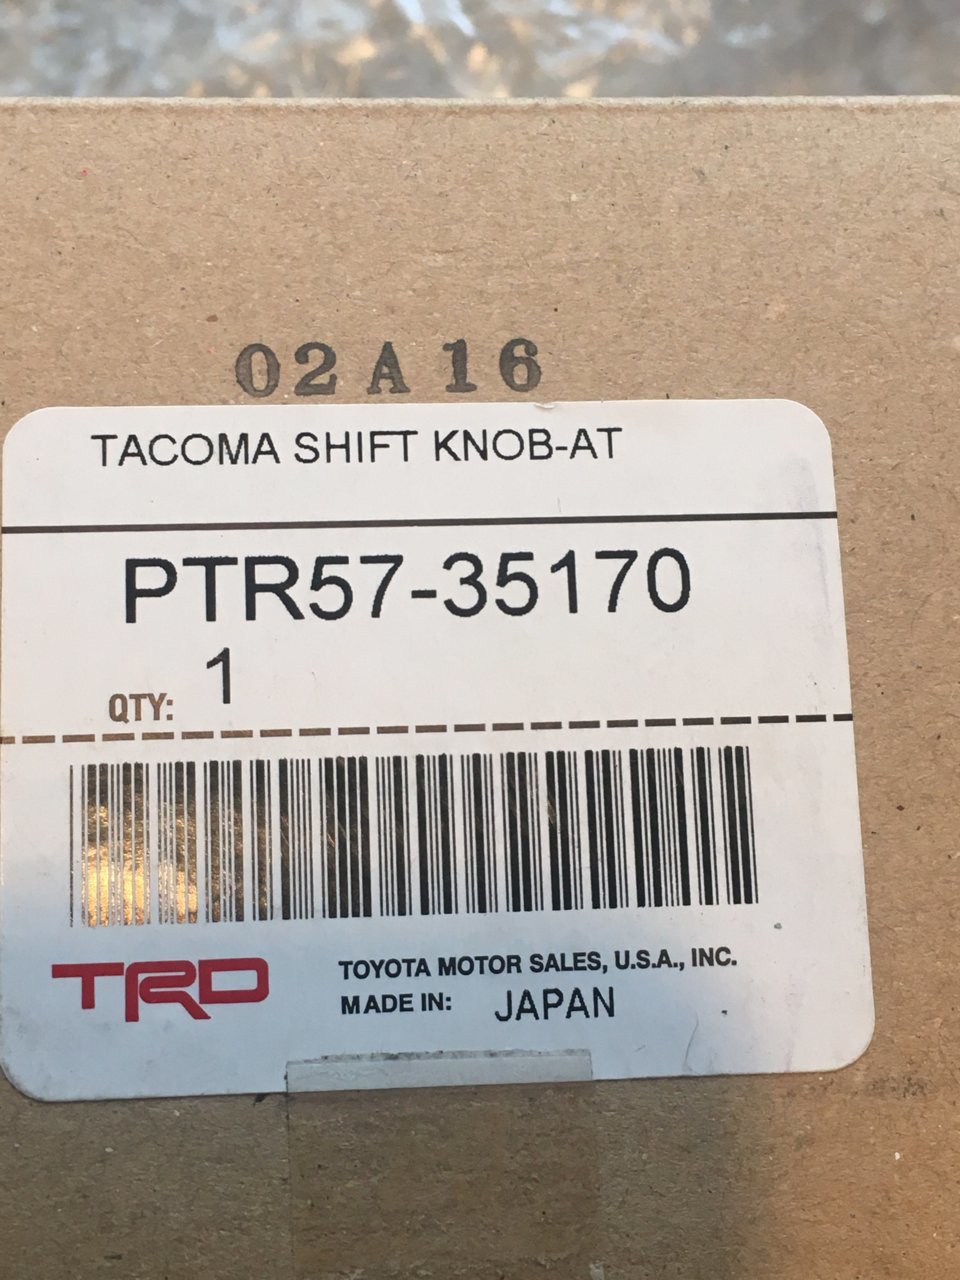 02A16
TACOMA SHIFT KNOB-AT
PTR57-35170
QTY: 1
TRD
TOYOTA MOTOR SALES, U.S.A., INC.
MADE IN: JAPAN